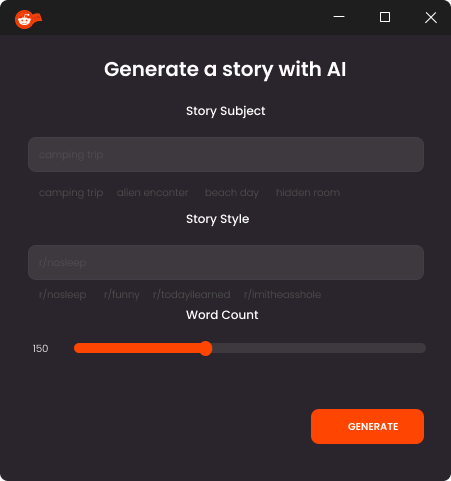 Generate a story with AI
Story Subject
camping trip
camping trip alien enconter beach day hidden room
Story Style
r/nosleep
r/nosleep r/funny r/todayilearned r/imitheasshole
Word Count
150
GENERATE